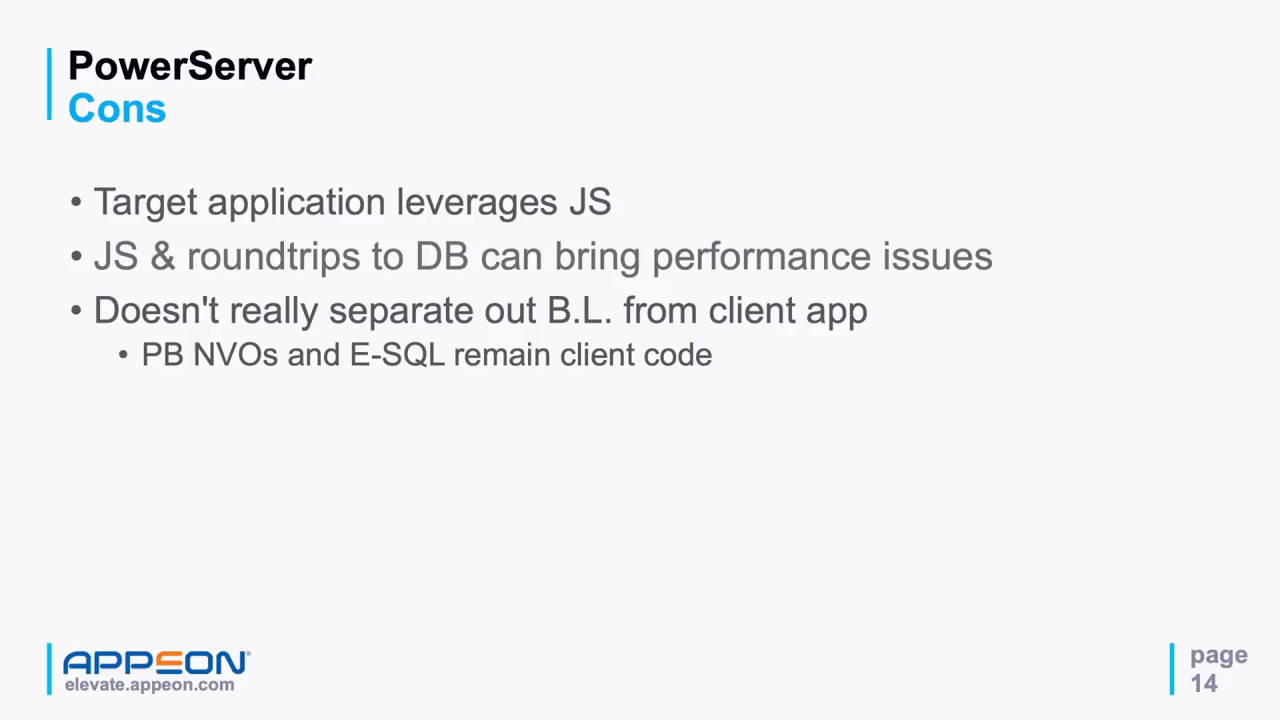 PowerServer
Cons
• Target application leverages JS
• JS & roundtrips to DB can bring performance issues
• Doesn't really separate out B.L. from client app
• PB NVOs and E-SQL remain client code
APPEON®
elevate.appeon.com
page
14